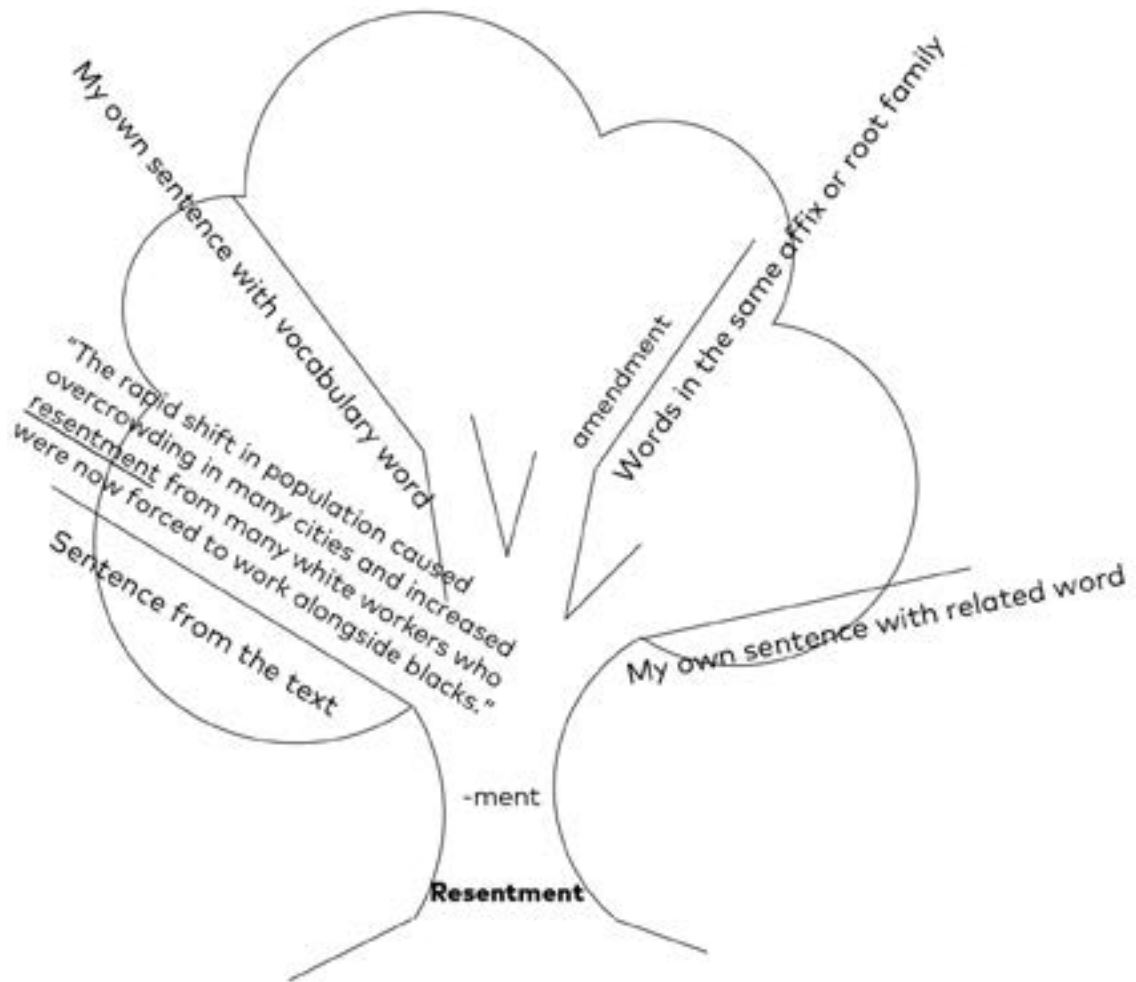 My own sentence with vocabulary word
amendment
Words in the same affix or root family
“The rapid shift in population caused
overcrowding in many cities and increased
resentment from many white workers who
were now forced to work alongside blacks.”
Sentence from the text
My own sentence with related word
-ment
Resentment